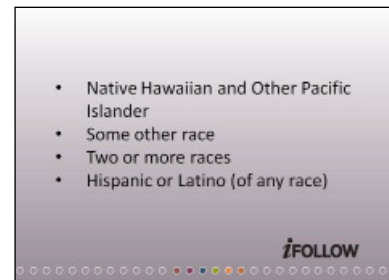 • Native Hawaiian and Other Pacific
Islander
• Some other race
• Two or more races
• Hispanic or Latino (of any race)
iFOLLOW